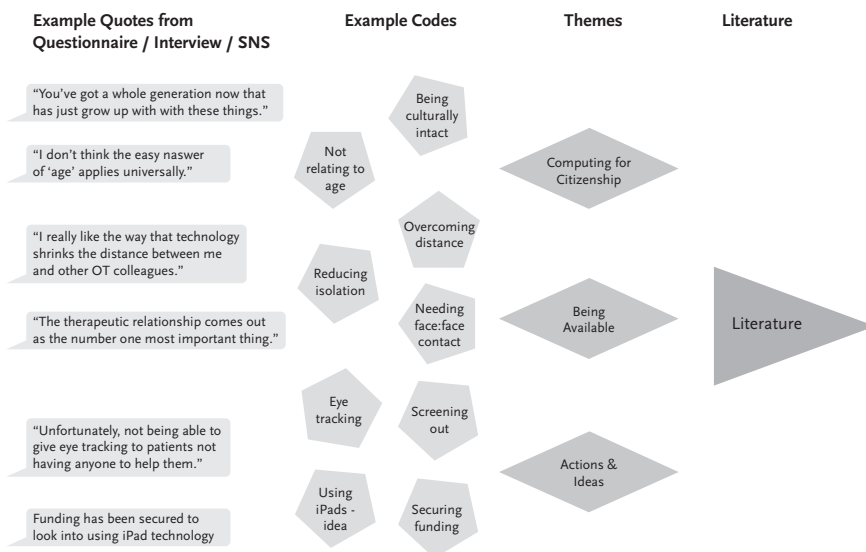 Example Quotes from
Questionnaire / Interview / SNS
Example Codes
Themes
Literature
“You’ve got a whole generation now that
has just grow up with with these things.”
“I don’t think the easy naswer
of ‘age’ applies universally.”
“I really like the way that technology
shrinks the distance between me
and other OT colleagues.”
“The therapeutic relationship comes out
as the number one most important thing.”
“Unfortunately, not being able to
give eye tracking to patients not
having anyone to help them.”
Funding has been secured to
look into using iPad technology
Being
culturally
intact
Not
relating to
age
Overcoming
distance
Reducing
isolation
Needing
face:face
contact
Eye
tracking
Screening
out
Using
iPads -
idea
Securing
funding
Computing for
Citizenship
Being
Available
Actions &
Ideas
Literature